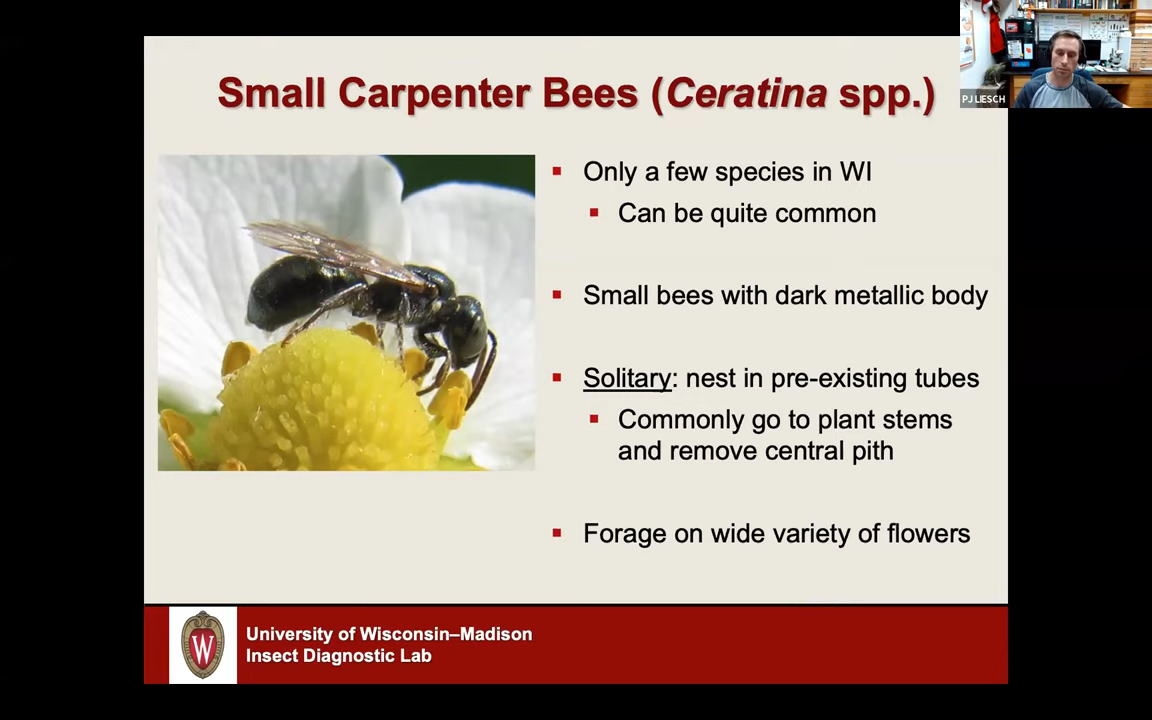 Small Carpenter Bees (Ceratina spp.)
PJ LIESCH
Only a few species in WI
Can be quite common
Small bees with dark metallic body
Solitary: nest in pre-existing tubes
Commonly go to plant stems
and remove central pith
Forage on wide variety of flowers
W
University of Wisconsin–Madison
Insect Diagnostic Lab